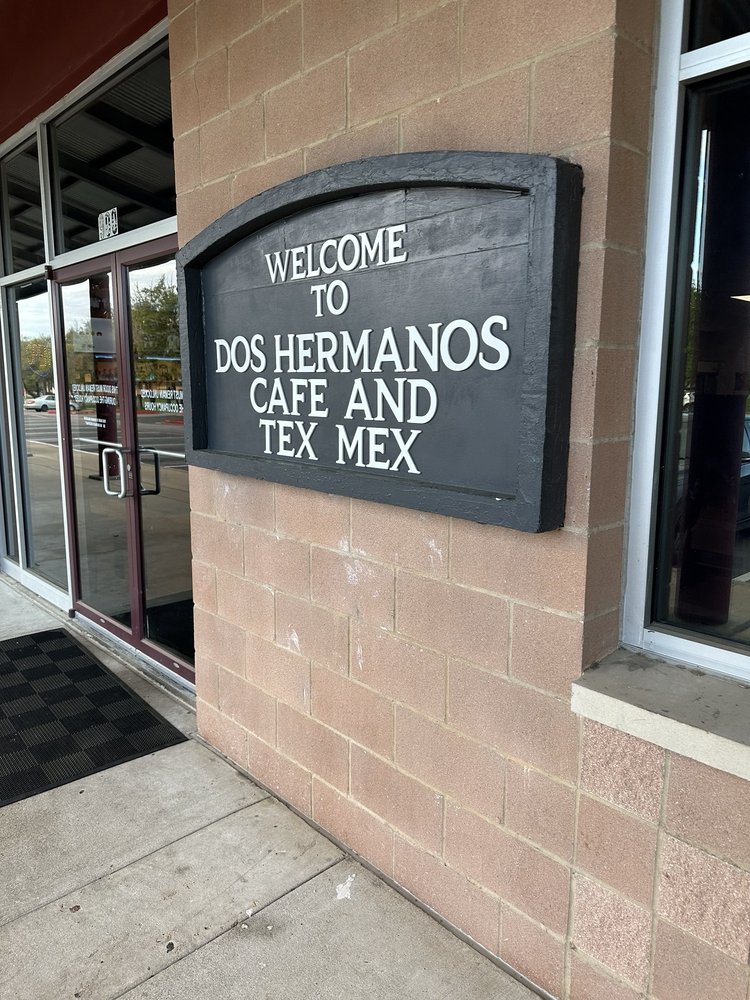 WELCOME
TO
DOS HERMANOS
CAFE AND
TEX MEX